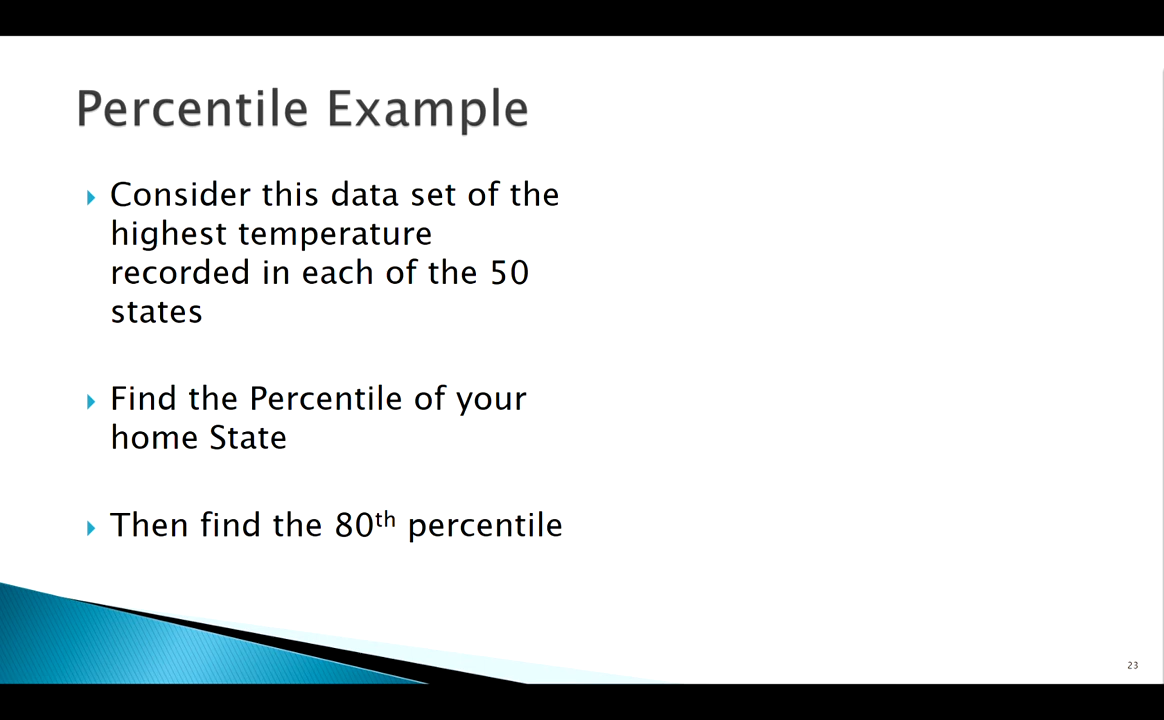 Percentile Example
Consider this data set of the
highest temperature
recorded in each of the 50
states
Find the Percentile of your
home State
Then find the 80th percentile
23